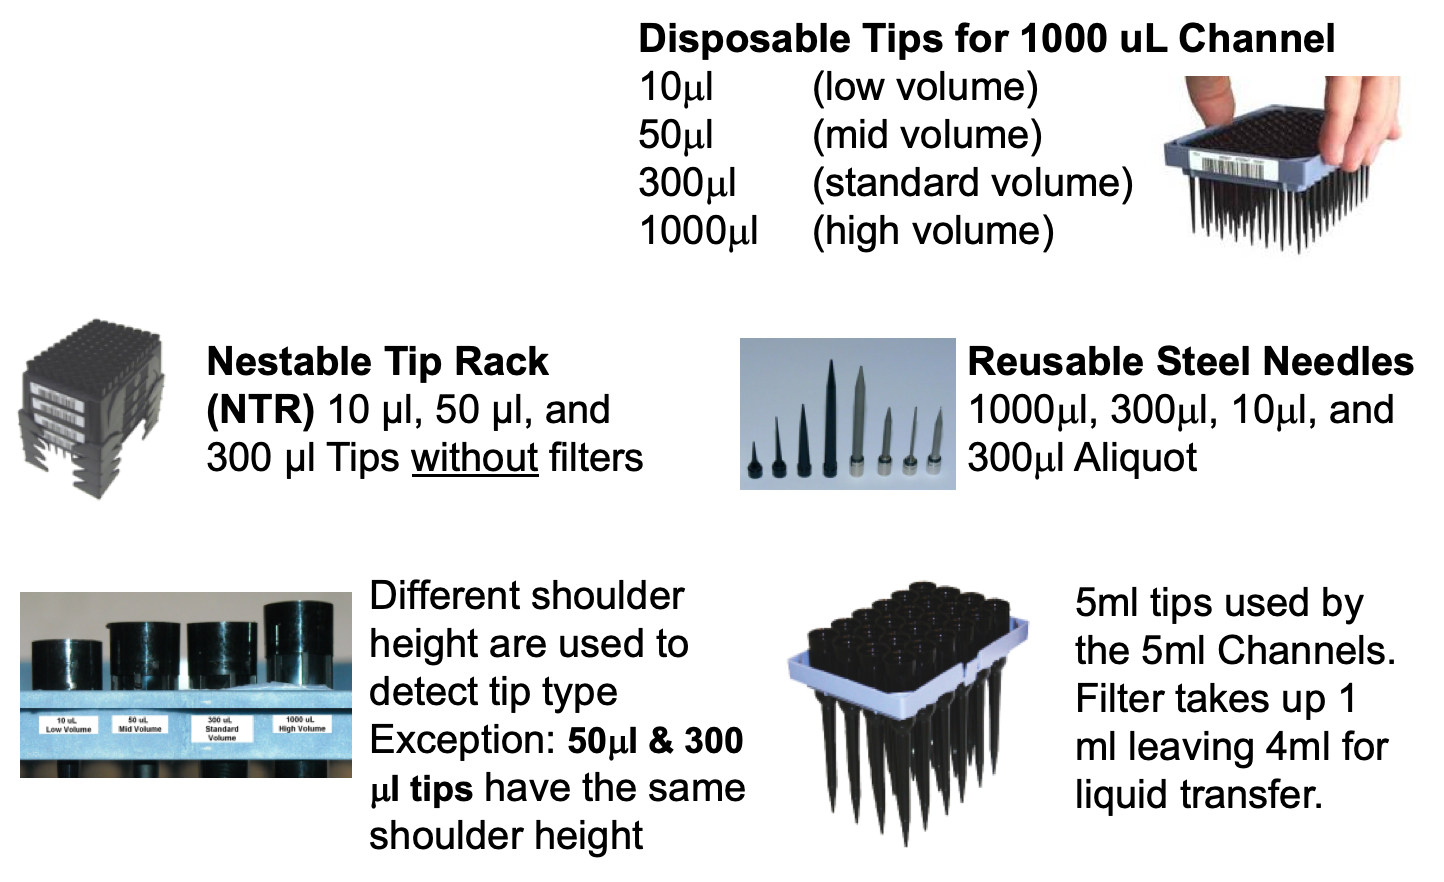 Disposable Tips for 1000 uL Channel
10μl (low volume)
50μl (mid volume)
300μl (standard volume)
1000μl (high volume)
Nestable Tip Rack
(NTR) 10 µl, 50 µl, and
300 µl Tips without filters
Reusable Steel Needles
1000μl, 300μl, 10μl, and
300μl Aliquot
10 uL
Low Volume
50 uL
Mid Volume
300 uL
Standard
Volume
1000 uL
High Volume
Different shoulder
height are used to
detect tip type
Exception: 50μl & 300
μl tips have the same
shoulder height
5ml tips used by
the 5ml Channels.
Filter takes up 1
ml leaving 4ml for
liquid transfer.